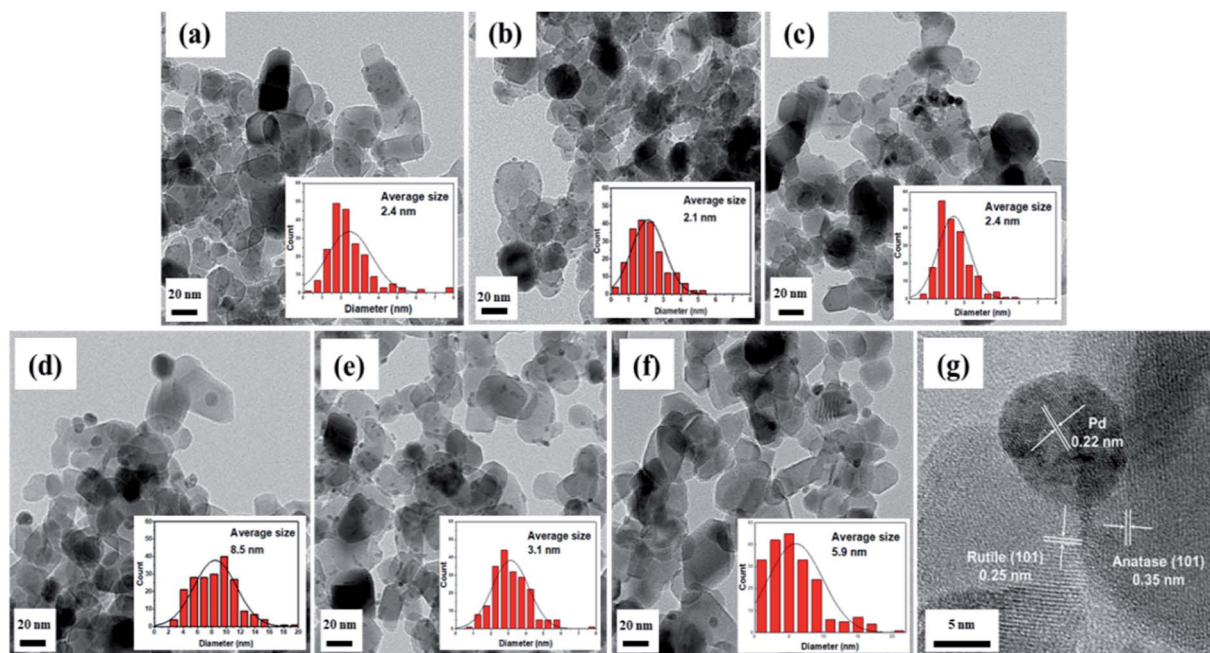 (a)
Average size
2.4 nm
Count
Diameter (nm)
20 nm
(b)
Average size
2.1 nm
Count
Diameter (nm)
20 nm
(c)
Average size
2.4 nm
Count
Diameter (nm)
20 nm
(d)
Average size
8.5 nm
Count
Diameter (nm)
20 nm
(e)
Average size
3.1 nm
Count
Diameter (nm)
20 nm
(f)
Average size
5.9 nm
Count
Diameter (nm)
20 nm
(g)
Pd
0.22 nm
Rutile (101)
0.25 nm
Anatase (101)
0.35 nm
5 nm